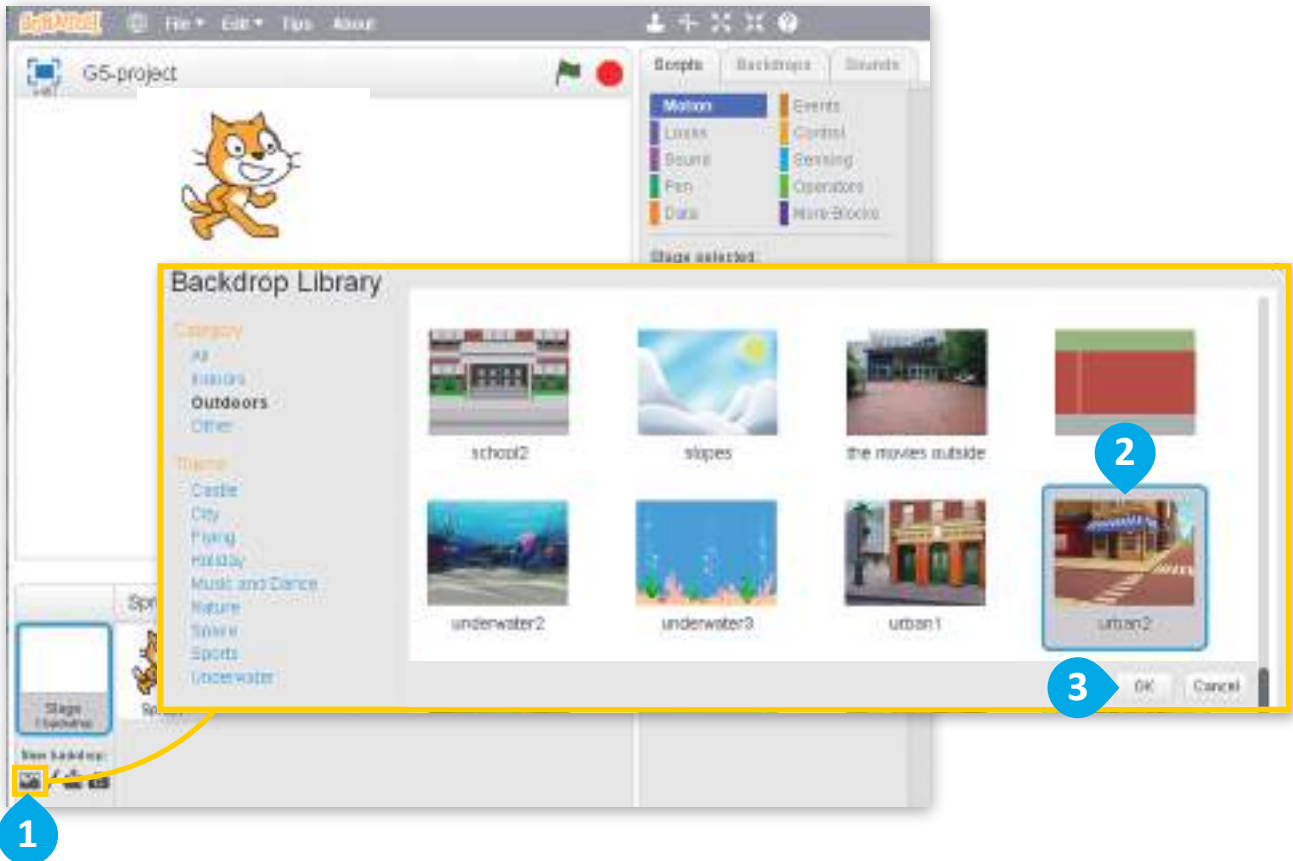 SCRATCH File Edit Tips About
G5-project
Scripts Backdrops Sounds
Motion Events
Looks Control
Sound Sensing
Pen Operators
Data More Blocks
Stage selected:
Backdrop Library
Category
All
Indoors
Outdoors
Other
Theme
Castle
City
Flying
Holiday
Music and Dance
Nature
Space
Sports
Underwater
school2 slopes the movies outside
2
underwater2 underwater3 urban1 urban2
3 OK Cancel
Stage
1 backdrop
New backdrop:
1